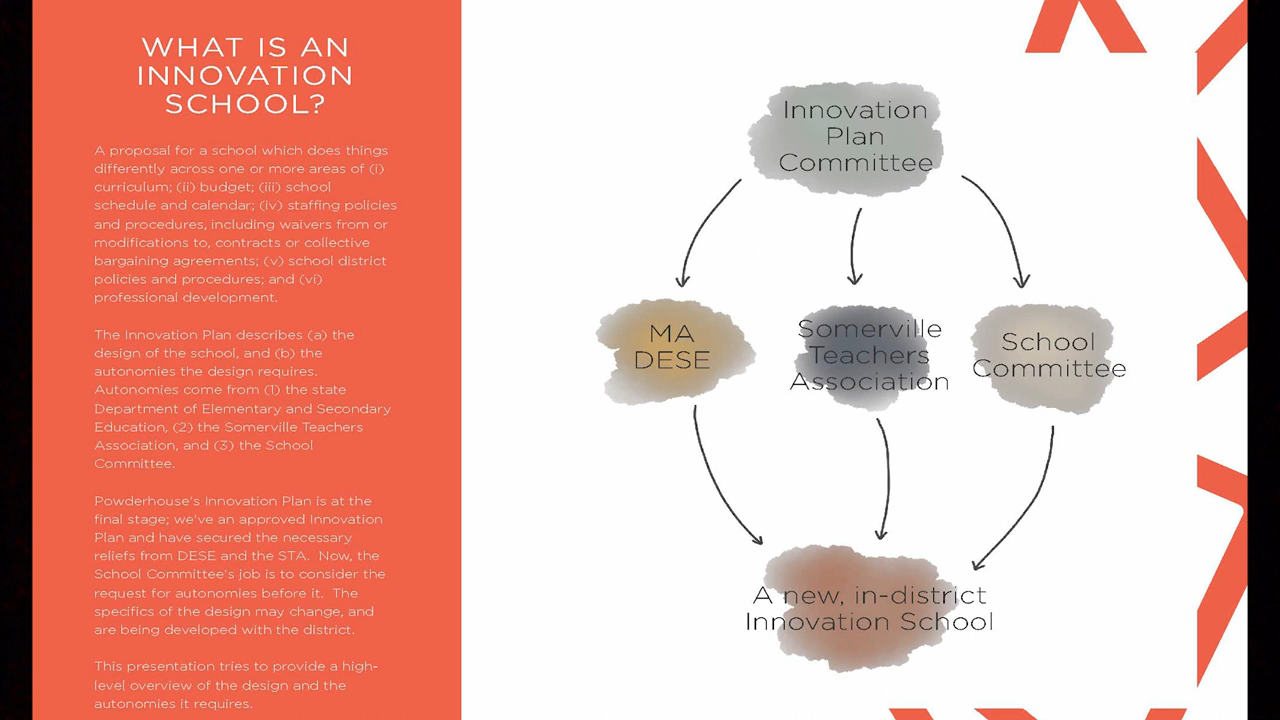 WHAT IS AN
INNOVATION
SCHOOL?
A proposal for a school which does things
differently across one or more areas of (i)
curriculum; (ii) budget; (iii) school
schedule and calendar; (iv) staffing policies
and procedures, including waivers from or
modifications to, contracts or collective
bargaining agreements; (v) school district
policies and procedures; and (vi)
professional development.
The Innovation Plan describes (a) the
design of the school, and (b) the
autonomies the design requires.
Autonomies come from (1) the state
Department of Elementary and Secondary
Education, (2) the Somerville Teachers
Association, and (3) the School
Committee.
Powderhouse's Innovation Plan is at the
final stage; we've an approved Innovation
Plan and have secured the necessary
reliefs from DESE and the STA. Now, the
School Committee's job is to consider the
request for autonomies before it. The
specifics of the design may change, and
are being developed with the district.
This presentation tries to provide a high-
level overview of the design and the
autonomies it requires.
Innovation
Plan
Committee
MA
DESE
Somerville
Teachers
Association
School
Committee
A new, in-district
Innovation School